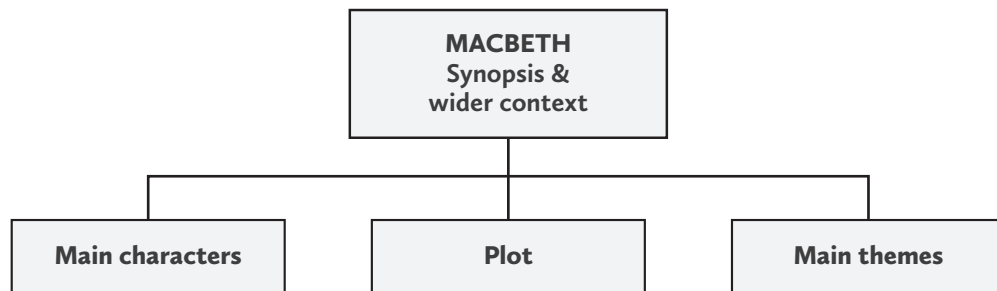 MACBETH
Synopsis &
wider context
Main characters
Plot
Main themes